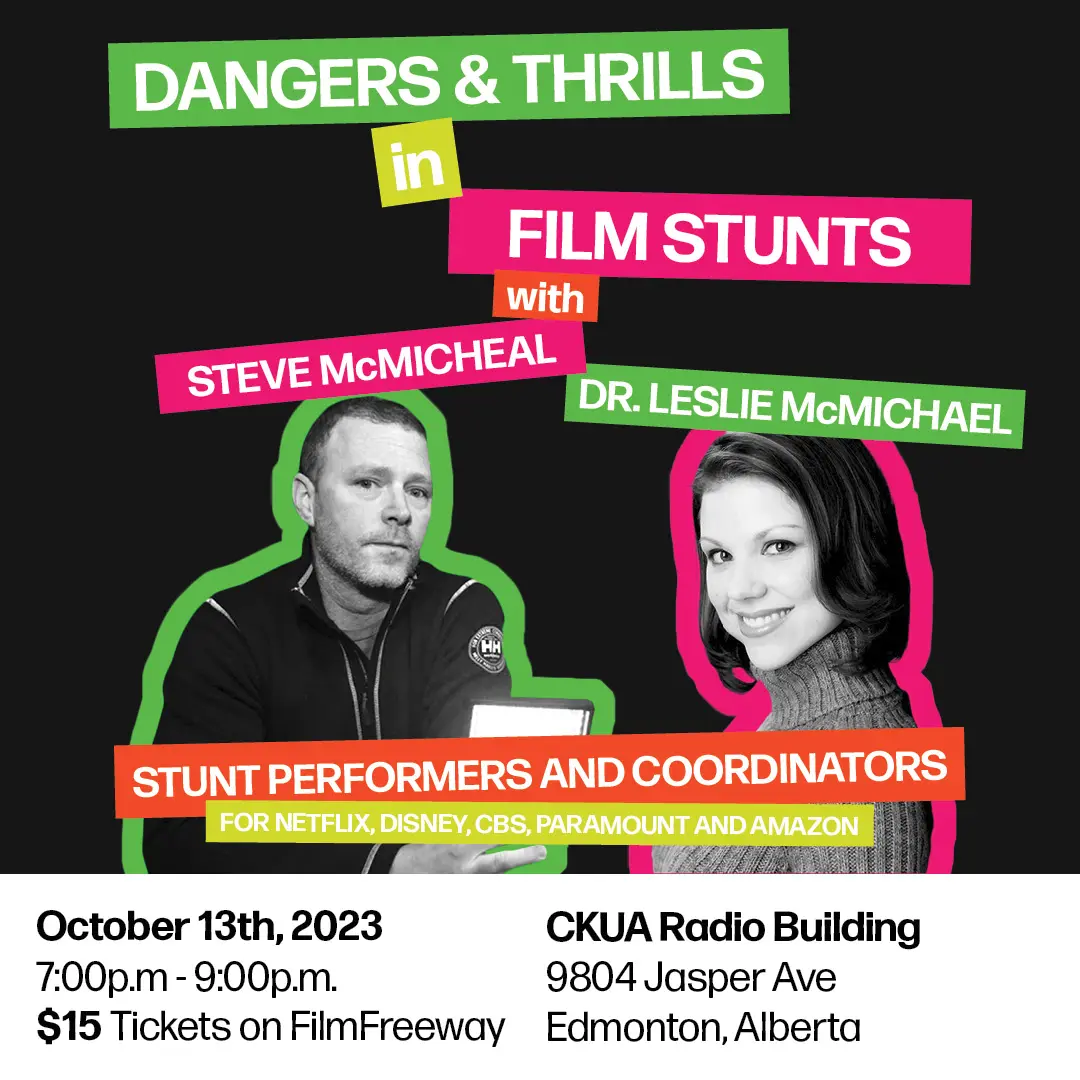 DANGERS & THRILLS
in
FILM STUNTS
with
STEVE McMICHEAL
DR. LESLIE McMICHAEL
HH
STUNT PERFORMERS AND COORDINATORS
FOR NETFLIX, DISNEY, CBS, PARAMOUNT AND AMAZON
October 13th, 2023
7:00p.m - 9:00p.m.
$15 Tickets on FilmFreeway
CKUA Radio Building
9804 Jasper Ave
Edmonton, Alberta